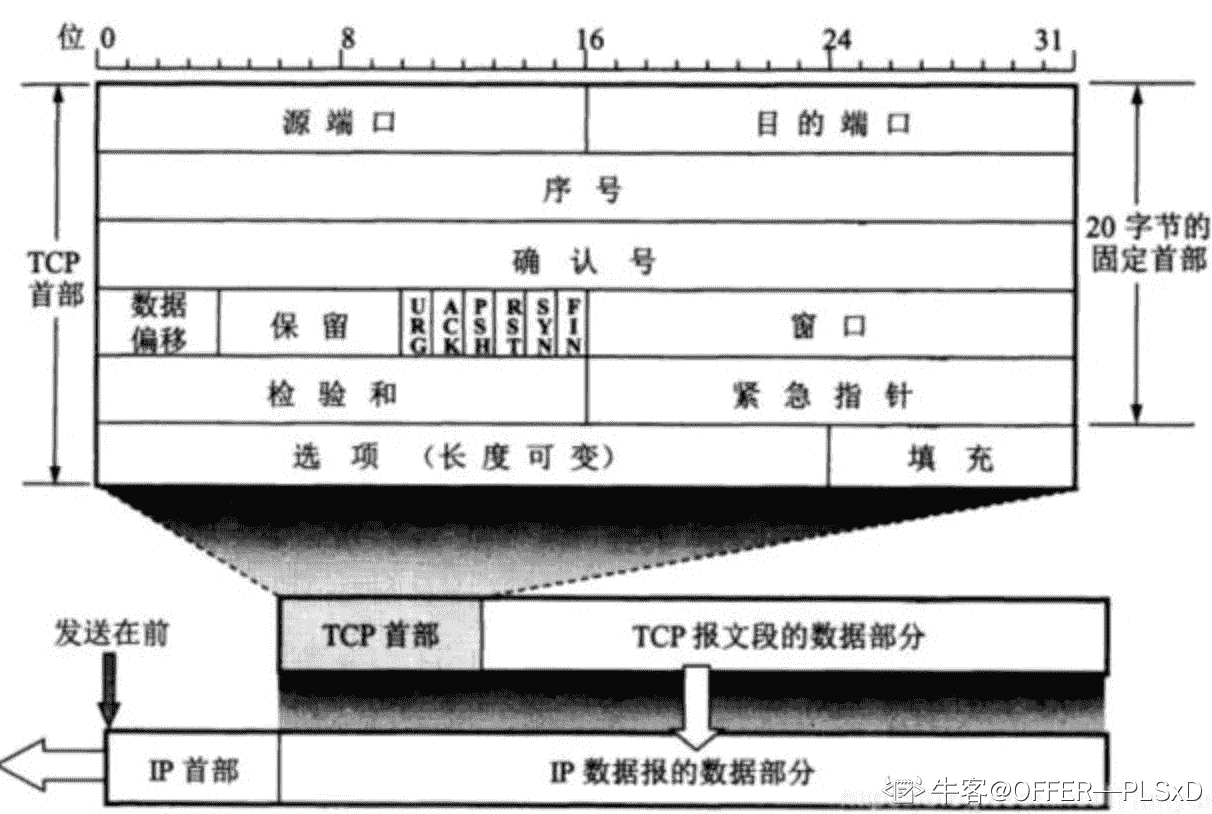 位 0 8 16 24 31
源端口 目的端口
序号
确认号
TCP
首部
20 字节的
固定首部
数据
偏移
保留
URG
ACK
PSH
RST
SYN
FIN
窗口
检验和 紧急指针
选项 (长度可变) 填充
TCP 首部 TCP 报文段的数据部分
发送在前
IP 首部 IP 数据报的数据部分
牛客@OFFER—PLSxD